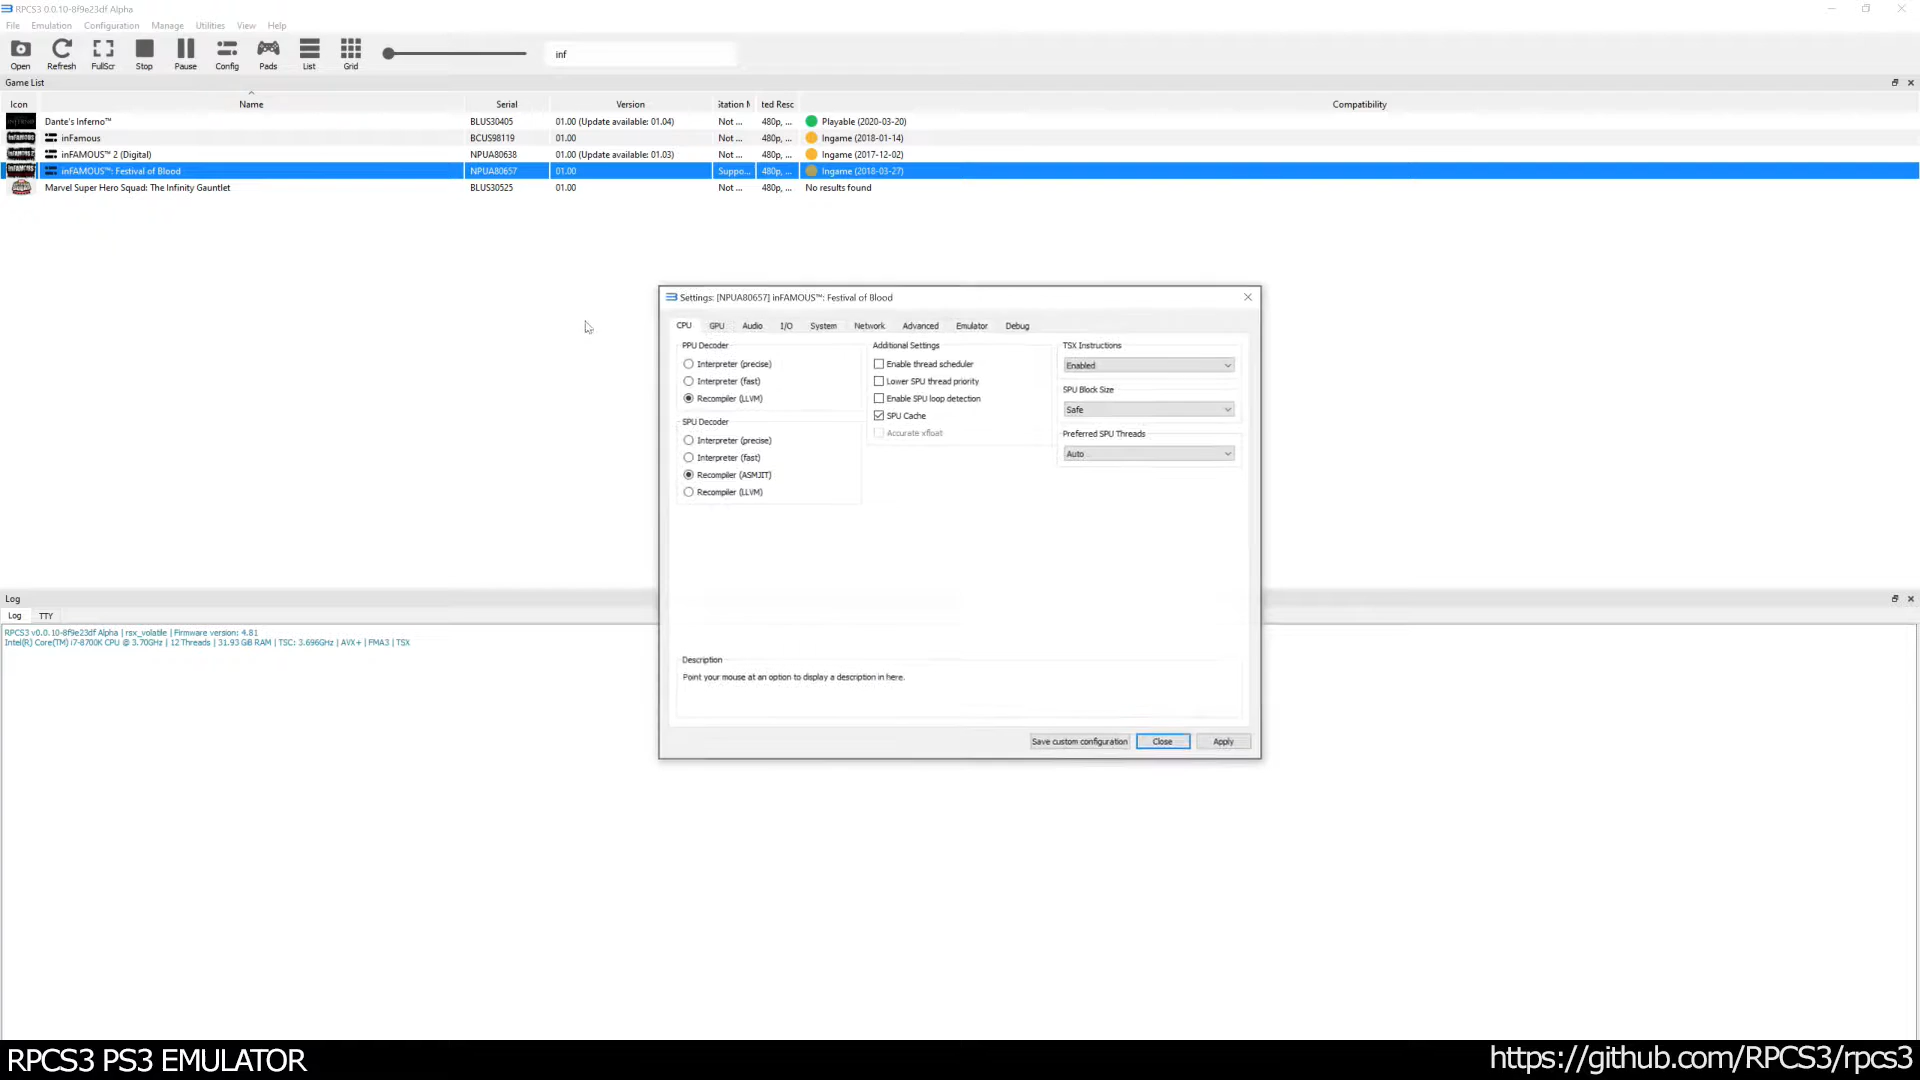 RPCS3 0.0.10-8f9e23df Alpha
File Emulation Configuration Manage Utilities View Help
Open Refresh FullScr Stop Pause Config Pads List Grid inf
Game List
Icon Name Serial Version itation M ted Resc Compatibility
Dante's Inferno™ BLUS30405 01.00 (Update available: 01.04) Not ... 480p, ... Playable (2020-03-20)
inFamous BCUS98119 01.00 Not ... 480p, ... Ingame (2018-01-14)
inFAMOUS™ 2 (Digital) NPUA80638 01.00 (Update available: 01.03) Not ... 480p, ... Ingame (2017-12-02)
inFAMOUS™: Festival of Blood NPUA80657 01.00 Suppo... 480p, ... Ingame (2018-03-27)
Marvel Super Hero Squad: The Infinity Gauntlet BLUS30525 01.00 Not ... 480p, ... No results found
Settings: [NPUA80657] inFAMOUS™: Festival of Blood
CPU GPU Audio I/O System Network Advanced Emulator Debug
PPU Decoder
Interpreter (precise)
Interpreter (fast)
Recompiler (LLVM)
SPU Decoder
Interpreter (precise)
Interpreter (fast)
Recompiler (ASMJIT)
Recompiler (LLVM)
Additional Settings
Enable thread scheduler
Lower SPU thread priority
Enable SPU loop detection
SPU Cache
Accurate xfloat
TSX Instructions
Enabled
SPU Block Size
Safe
Preferred SPU Threads
Auto
Description
Point your mouse at an option to display a description in here.
Save custom configuration Close Apply
Log
Log TTY
RPCS3 v0.0.10-8f9e23df Alpha | rsx_volatile | Firmware version: 4.81
Intel(R) Core(TM) i7-8700K CPU @ 3.70GHz | 12 Threads | 31.93 GiB RAM | TSC: 3.696GHz | AVX+ | FMA3 | TSX
RPCS3 PS3 EMULATOR
https://github.com/RPCS3/rpcs3